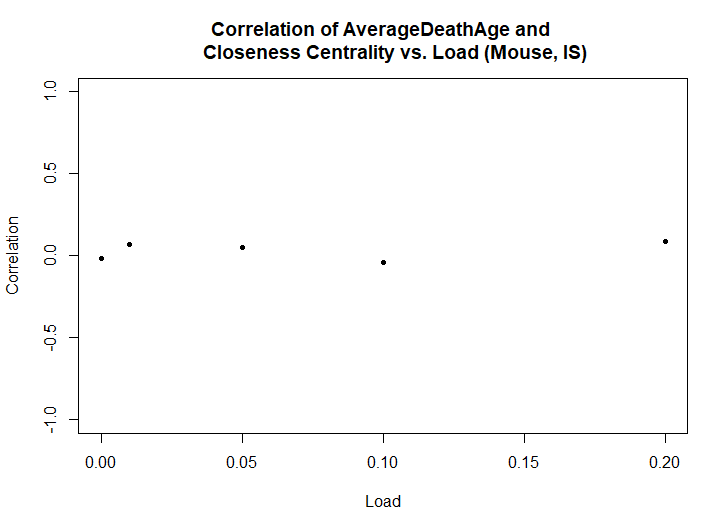 Correlation of AverageDeathAge and
Closeness Centrality vs. Load (Mouse, IS)
Correlation
1.0
0.5
0.0
-0.5
-1.0
0.00 0.05 0.10 0.15 0.20
Load